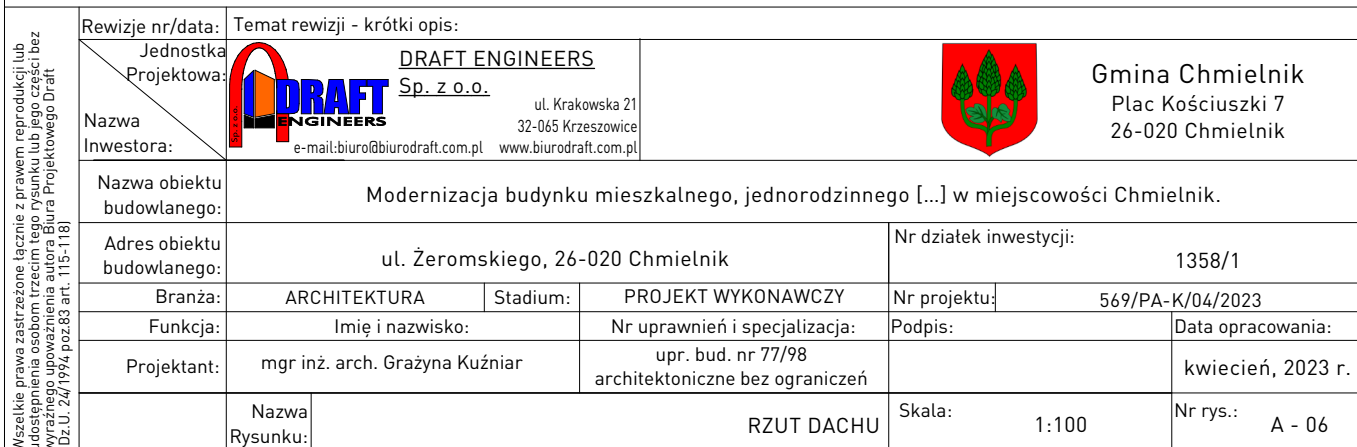 Wszelkie prawa zastrzeżone łącznie z prawem reprodukcji lub
udostępnienia osobom trzecim tego rysunku lub jego części bez
wyraźnego upoważnienia autora Biura Projektowego Draft
Dz.U. 24/1994 poz.83 art. 115-118)
Rewizje nr/data: Temat rewizji - krótki opis:
Jednostka
Projektowa:
Nazwa
Inwestora:
Sp. z o.o.
DRAFT
ENGINEERS
DRAFT ENGINEERS
Sp. z o.o.
ul. Krakowska 21
32-065 Krzeszowice
e-mail:biuro@biurodraft.com.pl www.biurodraft.com.pl
Gmina Chmielnik
Plac Kościuszki 7
26-020 Chmielnik
Nazwa obiektu
budowlanego:
Modernizacja budynku mieszkalnego, jednorodzinnego [...] w miejscowości Chmielnik.
Adres obiektu
budowlanego:
ul. Żeromskiego, 26-020 Chmielnik
Nr działek inwestycji:
1358/1
Branża: ARCHITEKTURA Stadium: PROJEKT WYKONAWCZY Nr projektu: 569/PA-K/04/2023
Funkcja: Imię i nazwisko: Nr uprawnień i specjalizacja: Podpis: Data opracowania:
Projektant: mgr inż. arch. Grażyna Kuźniar
upr. bud. nr 77/98
architektoniczne bez ograniczeń
kwiecień, 2023 r.
Nazwa
Rysunku:
RZUT DACHU
Skala: 1:100
Nr rys.: A - 06